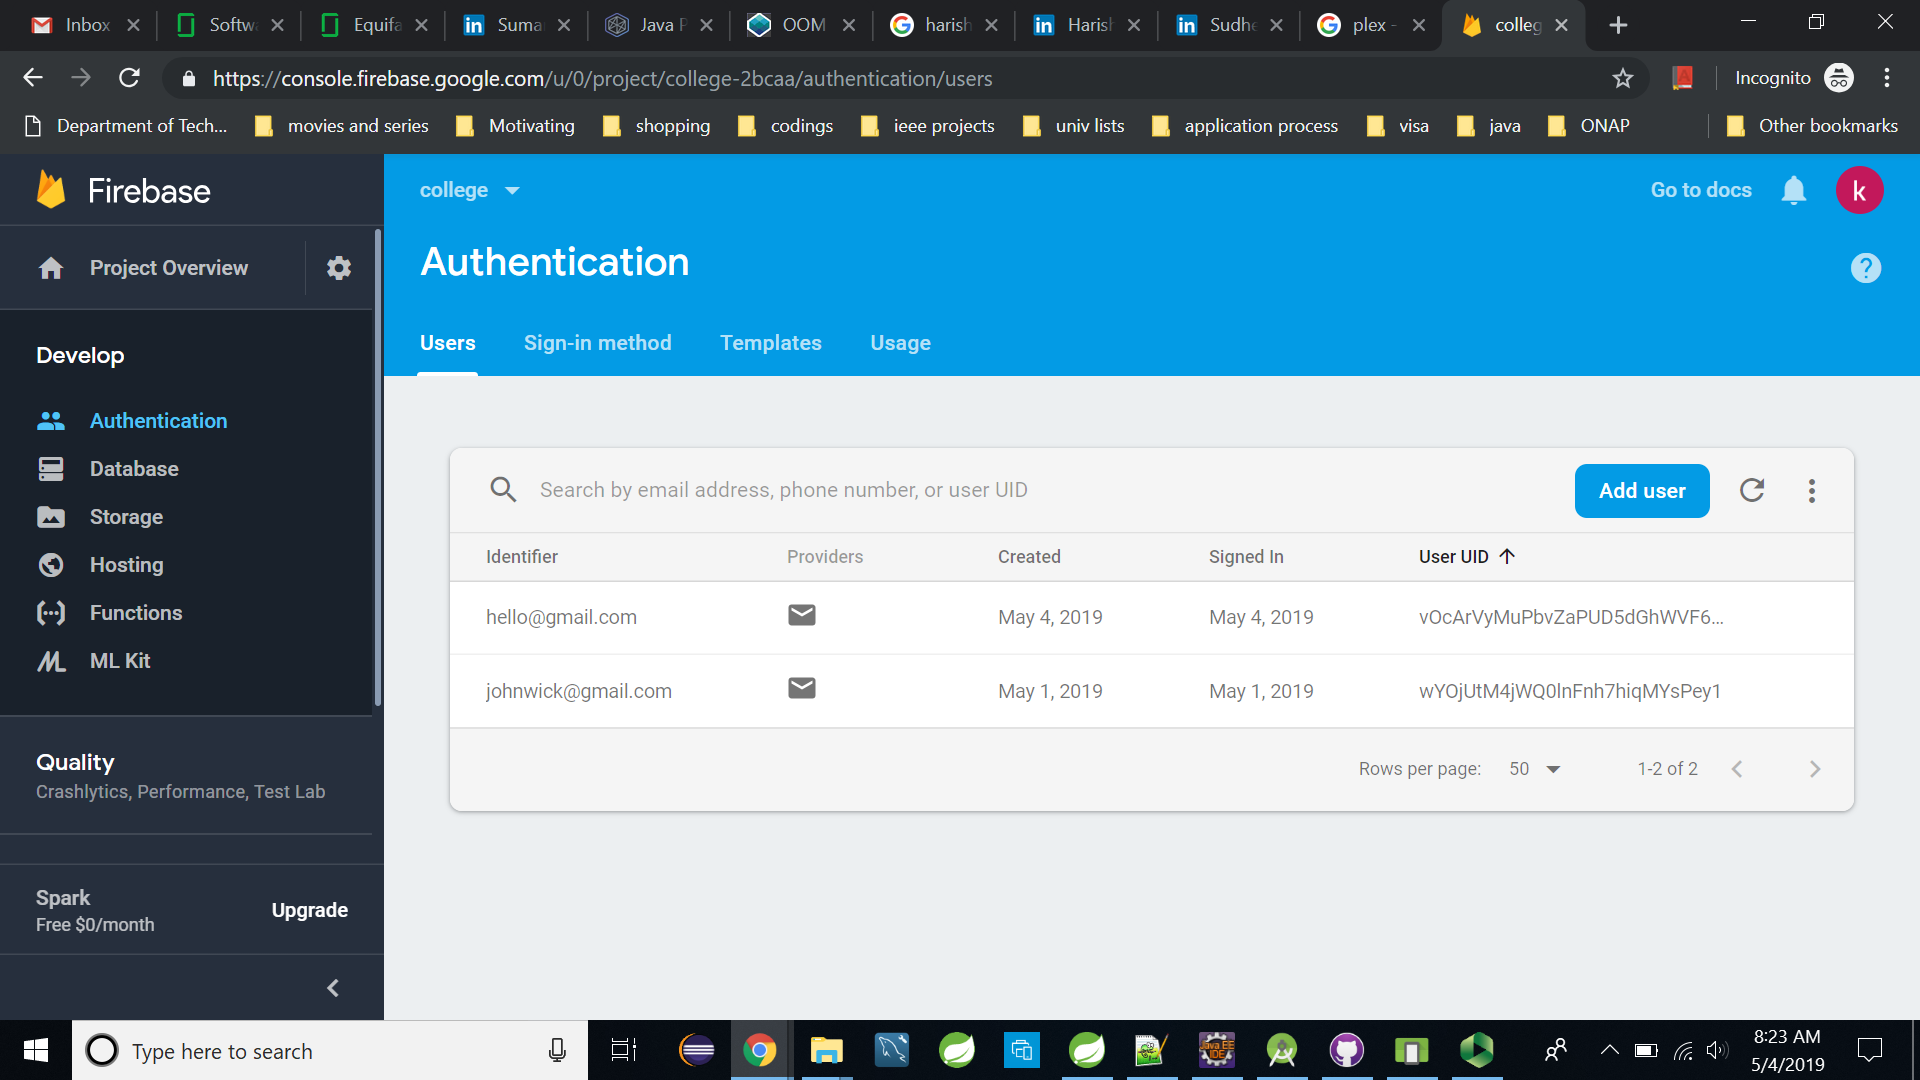 Inbox Softw Equifa Suma Java P OOM harish Harish Sudhe plex - colleg
https://console.firebase.google.com/u/0/project/college-2bcaa/authentication/users Incognito
Department of Tech... movies and series Motivating shopping codings ieee projects univ lists application process visa java ONAP Other bookmarks
Firebase
college Go to docs k
Project Overview
Authentication
Users Sign-in method Templates Usage
Develop
Authentication
Database
Storage
Hosting
Functions
ML Kit
Quality
Crashlytics, Performance, Test Lab
Spark
Free $0/month
Upgrade
Search by email address, phone number, or user UID Add user
Identifier Providers Created Signed In User UID
hello@gmail.com May 4, 2019 May 4, 2019 vOcArVyMuPbvZaPUD5dGhWVF6...
johnwick@gmail.com May 1, 2019 May 1, 2019 wYOjUtM4jWQ0lnFnh7hiqMYsPey1
Rows per page: 50 1-2 of 2
Type here to search
Java EE
IDE
8:23 AM
5/4/2019